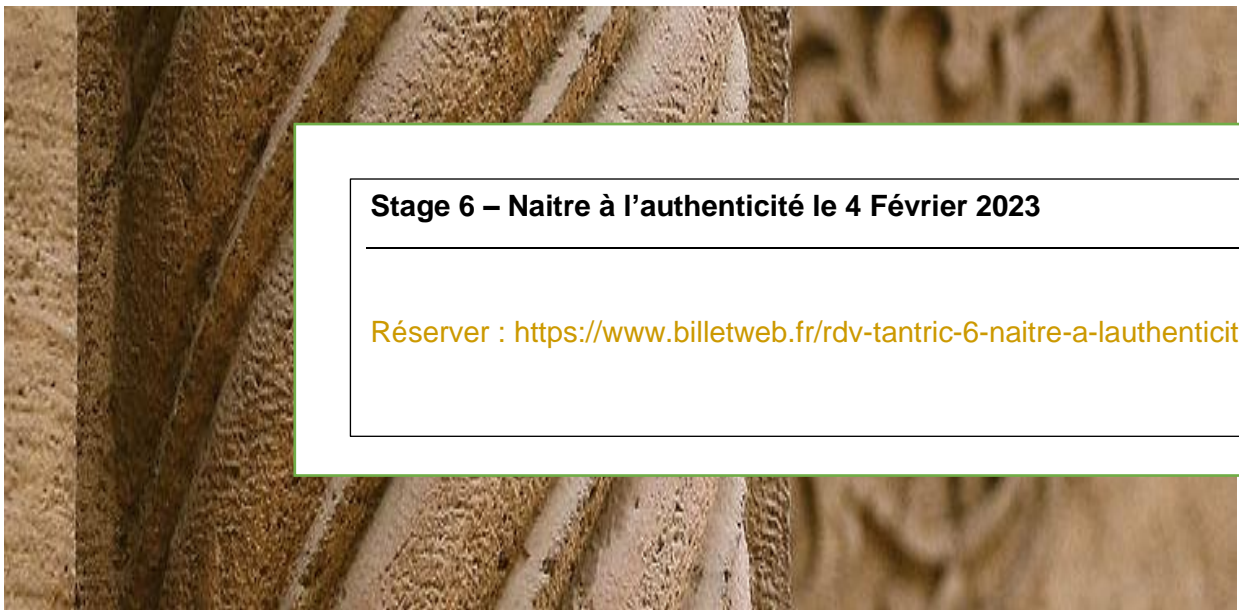 Stage 6 – Naitre à l’authenticité le 4 Février 2023
Réserver : https://www.billetweb.fr/rdv-tantric-6-naitre-a-lauthenticit